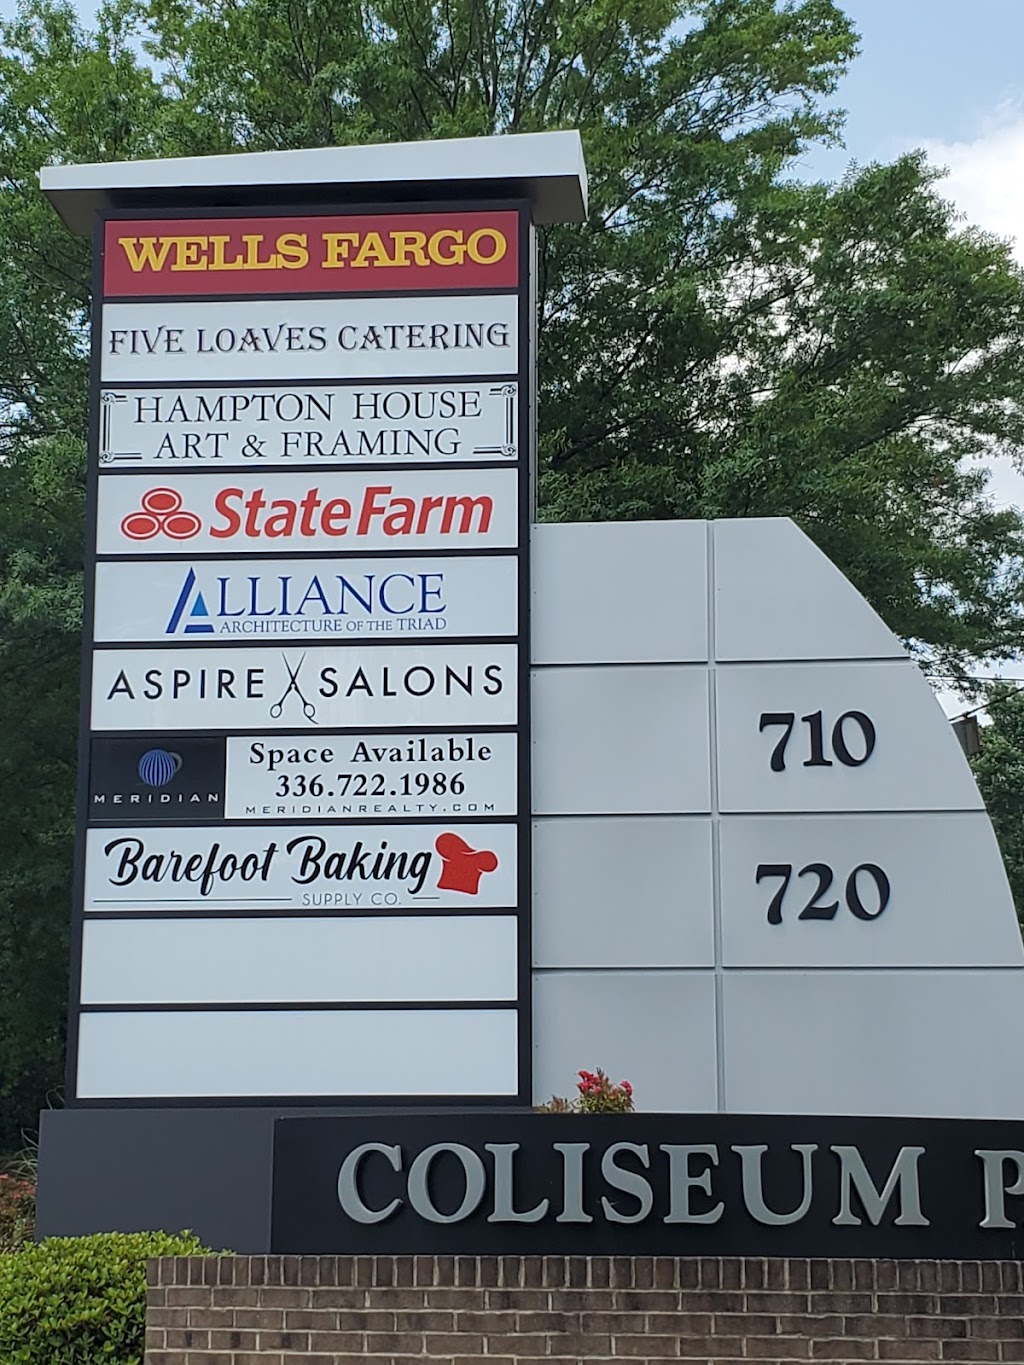 WELLS FARGO
FIVE LOAVES CATERING
HAMPTON HOUSE
ART & FRAMING
StateFarm
ALLIANCE
ARCHITECTURE OF THE TRIAD
ASPIRE SALONS
MERIDIAN
Space Available
336.722.1986
MERIDIANREALTY.COM
Barefoot Baking
SUPPLY CO.
710
720
COLISEUM P